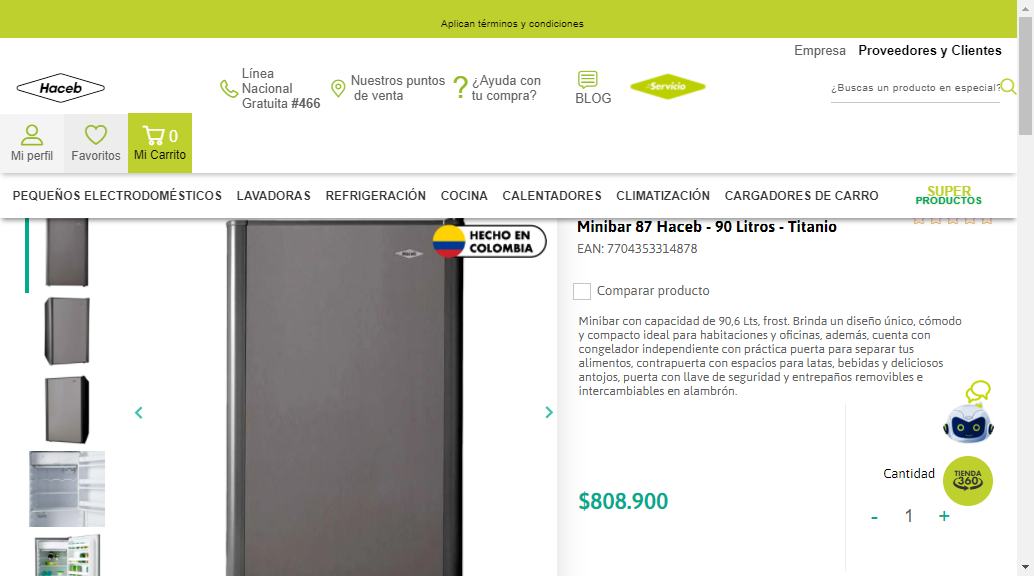 Aplican términos y condiciones
Empresa Proveedores y Clientes
Haceb
Línea
Nacional
Gratuita #466
Nuestros puntos
de venta
¿Ayuda con
tu compra?
BLOG
Servicio
¿Buscas un producto en especial?
Mi perfil
Favoritos
0
Mi Carrito
PEQUEÑOS ELECTRODOMÉSTICOS LAVADORAS REFRIGERACIÓN COCINA CALENTADORES CLIMATIZACIÓN CARGADORES DE CARRO
SUPER
PRODUCTOS
HECHO EN
COLOMBIA
Minibar 87 Haceb - 90 Litros - Titanio
EAN: 7704353314878
Comparar producto
Minibar con capacidad de 90,6 Lts, frost. Brinda un diseño único, cómodo
y compacto ideal para habitaciones y oficinas, además, cuenta con
congelador independiente con práctica puerta para separar tus
alimentos, contrapuerta con espacios para latas, bebidas y deliciosos
antojos, puerta con llave de seguridad y entrepaños removibles e
intercambiables en alambrón.
$808.900
Cantidad
- 1 +
TIENDA
360